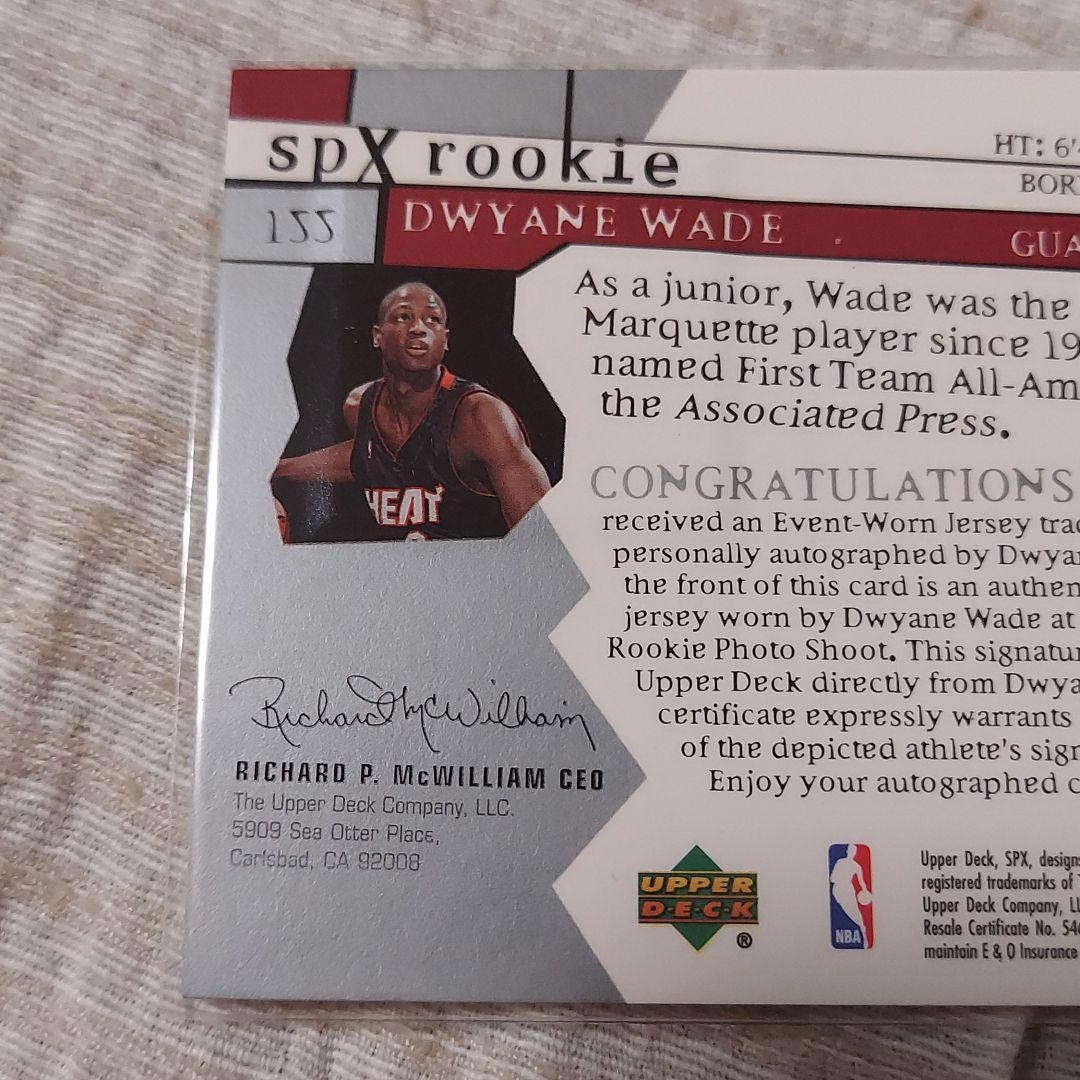 spX rookie
HT: 6'
BOR
155
DWYANE WADE
GUA
As a junior, Wade was the
Marquette player since 19
named First Team All-Am
the Associated Press.
HEAT
CONGRATULATIONS
received an Event-Worn Jersey trad
personally autographed by Dwya
the front of this card is an authen
jersey worn by Dwyane Wade at
Rookie Photo Shoot. This signatu
Upper Deck directly from Dwya
certificate expressly warrants
of the depicted athlete's sign
Enjoy your autographed c
Richard McWilliam
RICHARD P. McWILLIAM CEO
The Upper Deck Company, LLC.
5909 Sea Otter Place,
Carlsbad, CA 92008
UPPER
D·E·C·K
®
NBA
Upper Deck, SPX, design
registered trademarks of T
Upper Deck Company, LL
Resale Certificate No. 546
maintain E & O Insurance